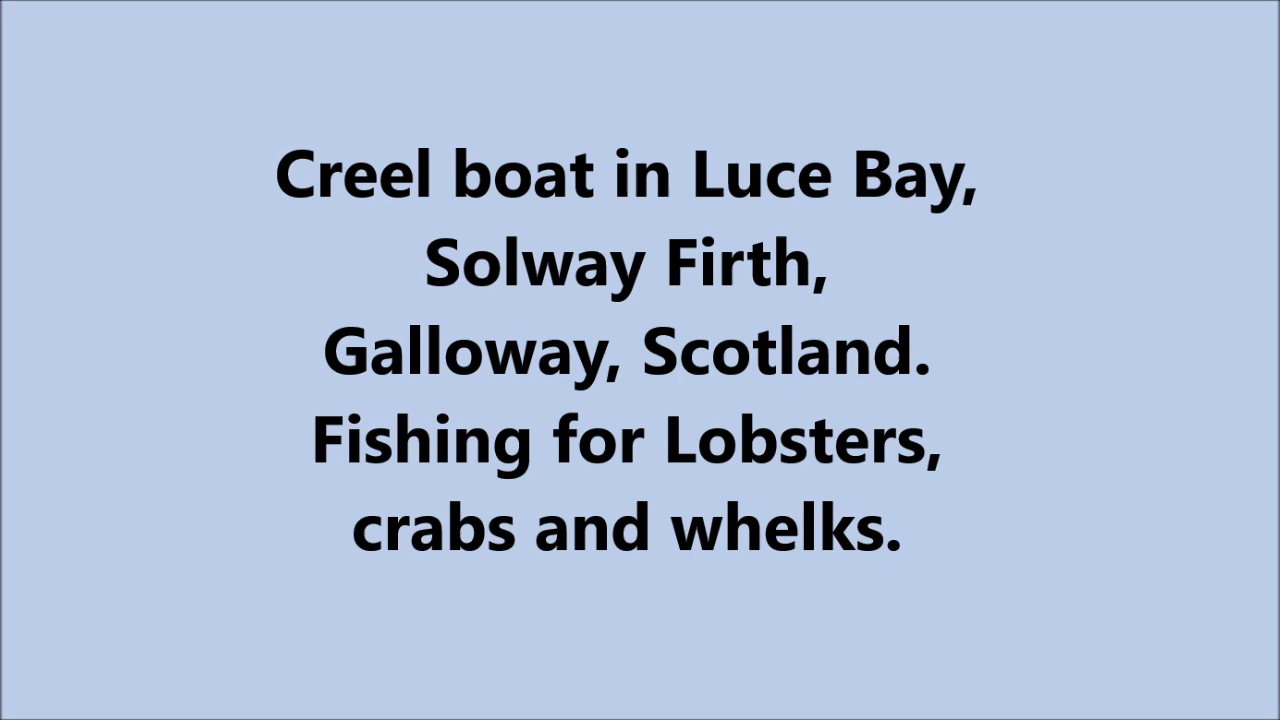 Creel boat in Luce Bay,
Solway Firth,
Galloway, Scotland.
Fishing for Lobsters,
crabs and whelks.